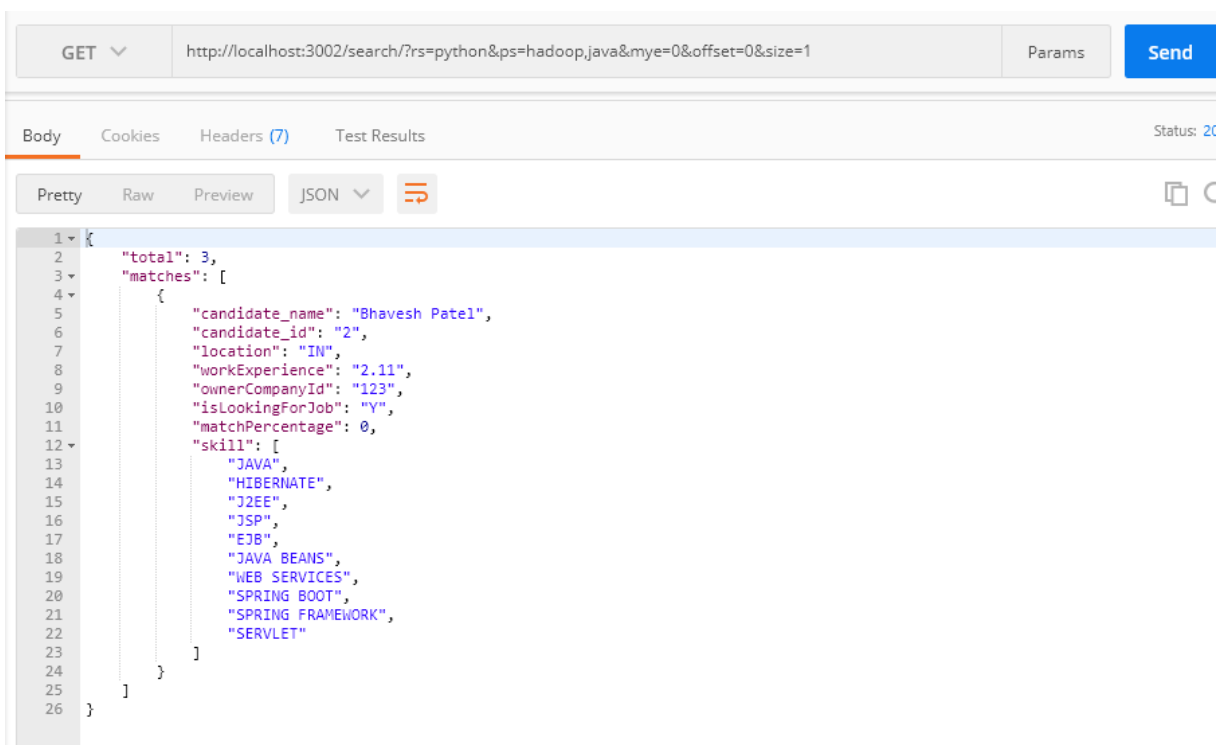 GET http://localhost:3002/search/?rs=python&ps=hadoop,java&mye=0&offset=0&size=1 Params Send
Body Cookies Headers (7) Test Results Status: 20
Pretty Raw Preview JSON
1 {
2 "total": 3,
3 "matches": [
4 {
5 "candidate_name": "Bhavesh Patel",
6 "candidate_id": "2",
7 "location": "IN",
8 "workExperience": "2.11",
9 "ownerCompanyId": "123",
10 "isLookingForJob": "Y",
11 "matchPercentage": 0,
12 "skill": [
13 "JAVA",
14 "HIBERNATE",
15 "J2EE",
16 "JSP",
17 "EJB",
18 "JAVA BEANS",
19 "WEB SERVICES",
20 "SPRING BOOT",
21 "SPRING FRAMEWORK",
22 "SERVLET"
23 ]
24 }
25 ]
26 }